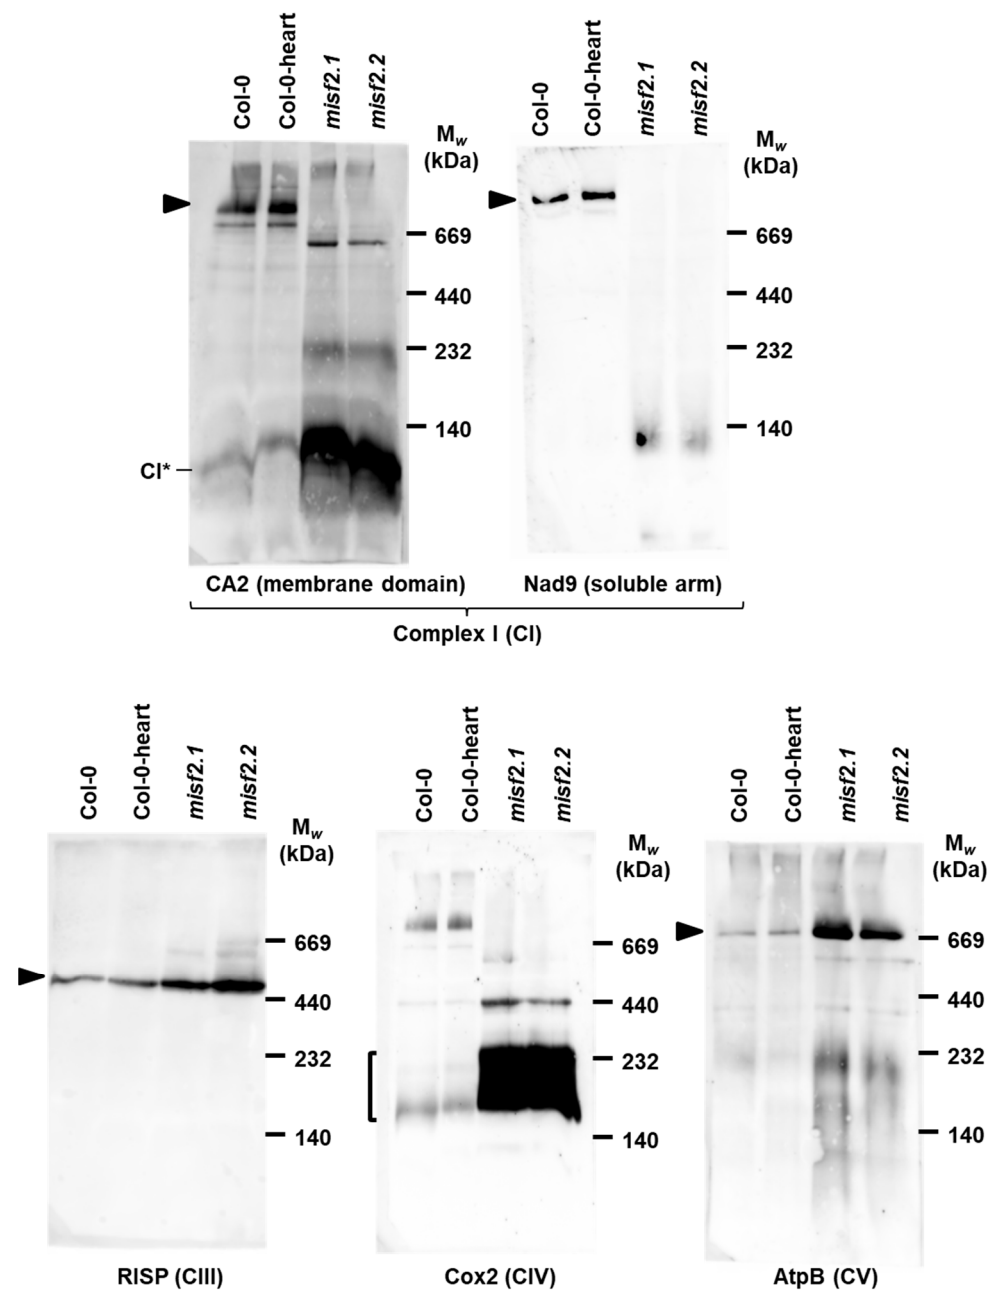 Col-0
Col-0-heart
misf2.1
misf2.2
Mw
(kDa)
669
440
232
140
CI*
CA2 (membrane domain)
Col-0
Col-0-heart
misf2.1
misf2.2
Mw
(kDa)
669
440
232
140
Nad9 (soluble arm)
Complex I (CI)
Col-0
Col-0-heart
misf2.1
misf2.2
Mw
(kDa)
669
440
232
140
RISP (CIII)
Col-0
Col-0-heart
misf2.1
misf2.2
Mw
(kDa)
669
440
232
140
Cox2 (CIV)
Col-0
Col-0-heart
misf2.1
misf2.2
Mw
(kDa)
669
440
232
140
AtpB (CV)